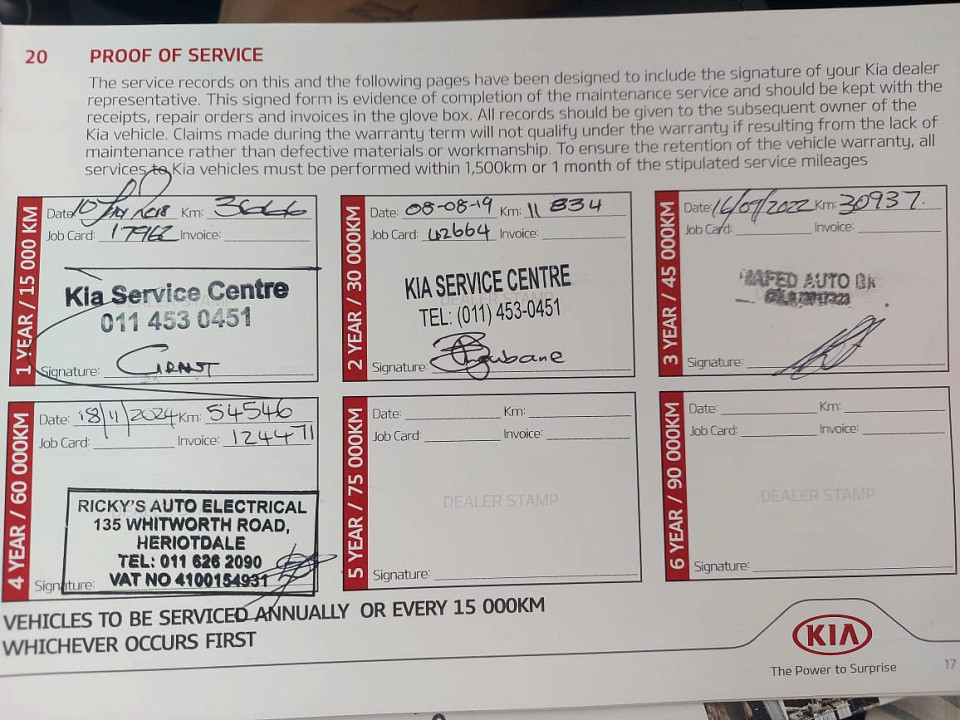 20 PROOF OF SERVICE
The service records on this and the following pages have been designed to include the signature of your Kia dealer
representative. This signed form is evidence of completion of the maintenance service and should be kept with the
receipts, repair orders and invoices in the glove box. All records should be given to the subsequent owner of the
Kia vehicle. Claims made during the warranty term will not qualify under the warranty if resulting from the lack of
maintenance rather than defective materials or workmanship. To ensure the retention of the vehicle warranty, all
services to Kia vehicles must be performed within 1,500km or 1 month of the stipulated service mileages
1 YEAR / 15 000 KM
Date: 10 2018 Km:
Job Card: 17962 Invoice:
Kia Service Centre
011 453 0451
Signature: GRANT
2 YEAR / 30 000KM
Date: 08-08-19 Km: 11 834
Job Card: 42664 Invoice:
KIA SERVICE CENTRE
TEL: (011) 453-0451
Signature:
3 YEAR / 45 000KM
Date: 16/07/2022 Km: 30937.
Job Card: Invoice:
AUTO
Signature:
4 YEAR / 60 000KM
Date: 18/11/2024 Km: 54546
Job Card: Invoice: 124471
RICKY'S AUTO ELECTRICAL
135 WHITWORTH ROAD,
HERIOTDALE
TEL: 011 626 2090
VAT NO 4100154931
Signature:
5 YEAR / 75 000KM
Date: Km:
Job Card: Invoice:
DEALER STAMP
Signature:
6 YEAR / 90 000KM
Date: Km:
Job Card: Invoice:
DEALER STAMP
Signature:
VEHICLES TO BE SERVICED ANNUALLY OR EVERY 15 000KM
WHICHEVER OCCURS FIRST
KIA
The Power to Surprise
17